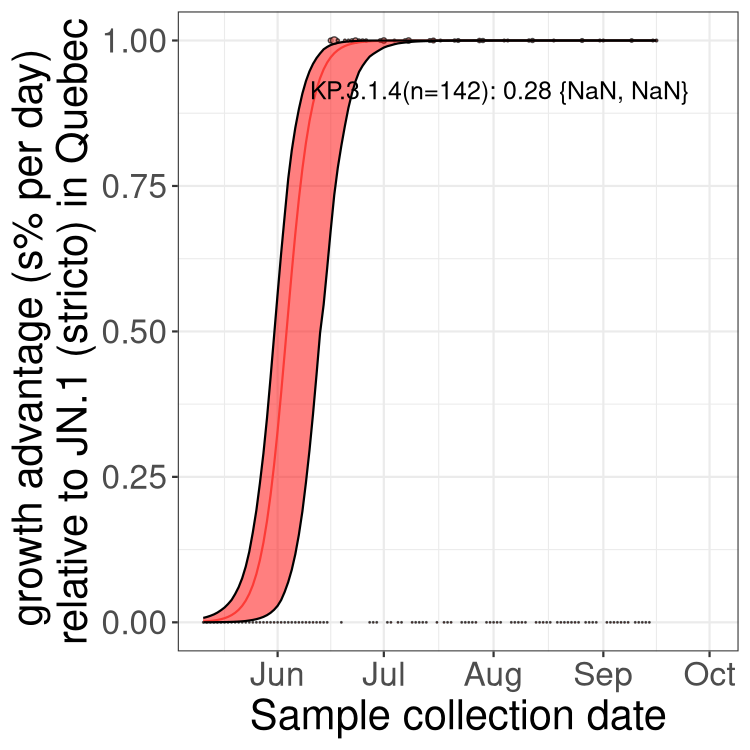 growth advantage (s% per day)
relative to JN.1 (stricto) in Quebec
1.00
0.75
0.50
0.25
0.00
KP.3.1.4(n=142): 0.28 {NaN, NaN}
Jun Jul Aug Sep Oct
Sample collection date